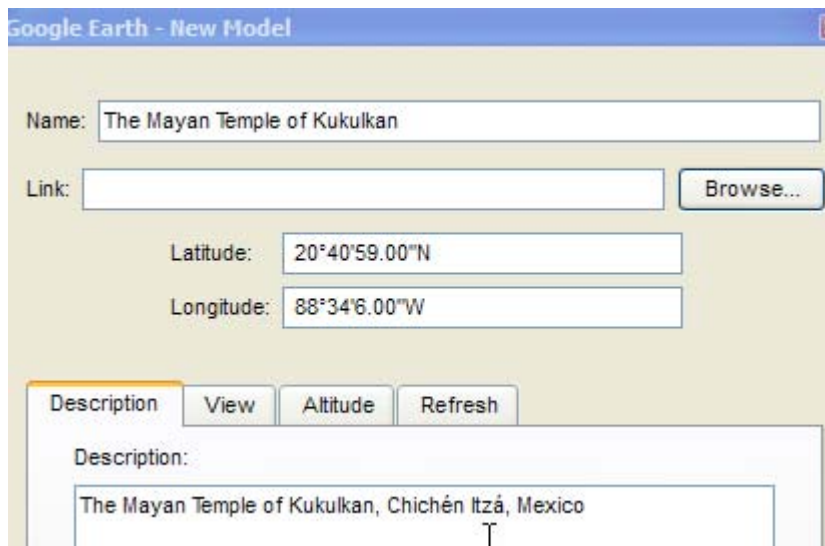 Google Earth - New Model
Name: The Mayan Temple of Kukulkan
Link: Browse...
Latitude: 20°40'59.00"N
Longitude: 88°34'6.00"W
Description View Altitude Refresh
Description:
The Mayan Temple of Kukulkan, Chichén Itzá, Mexico